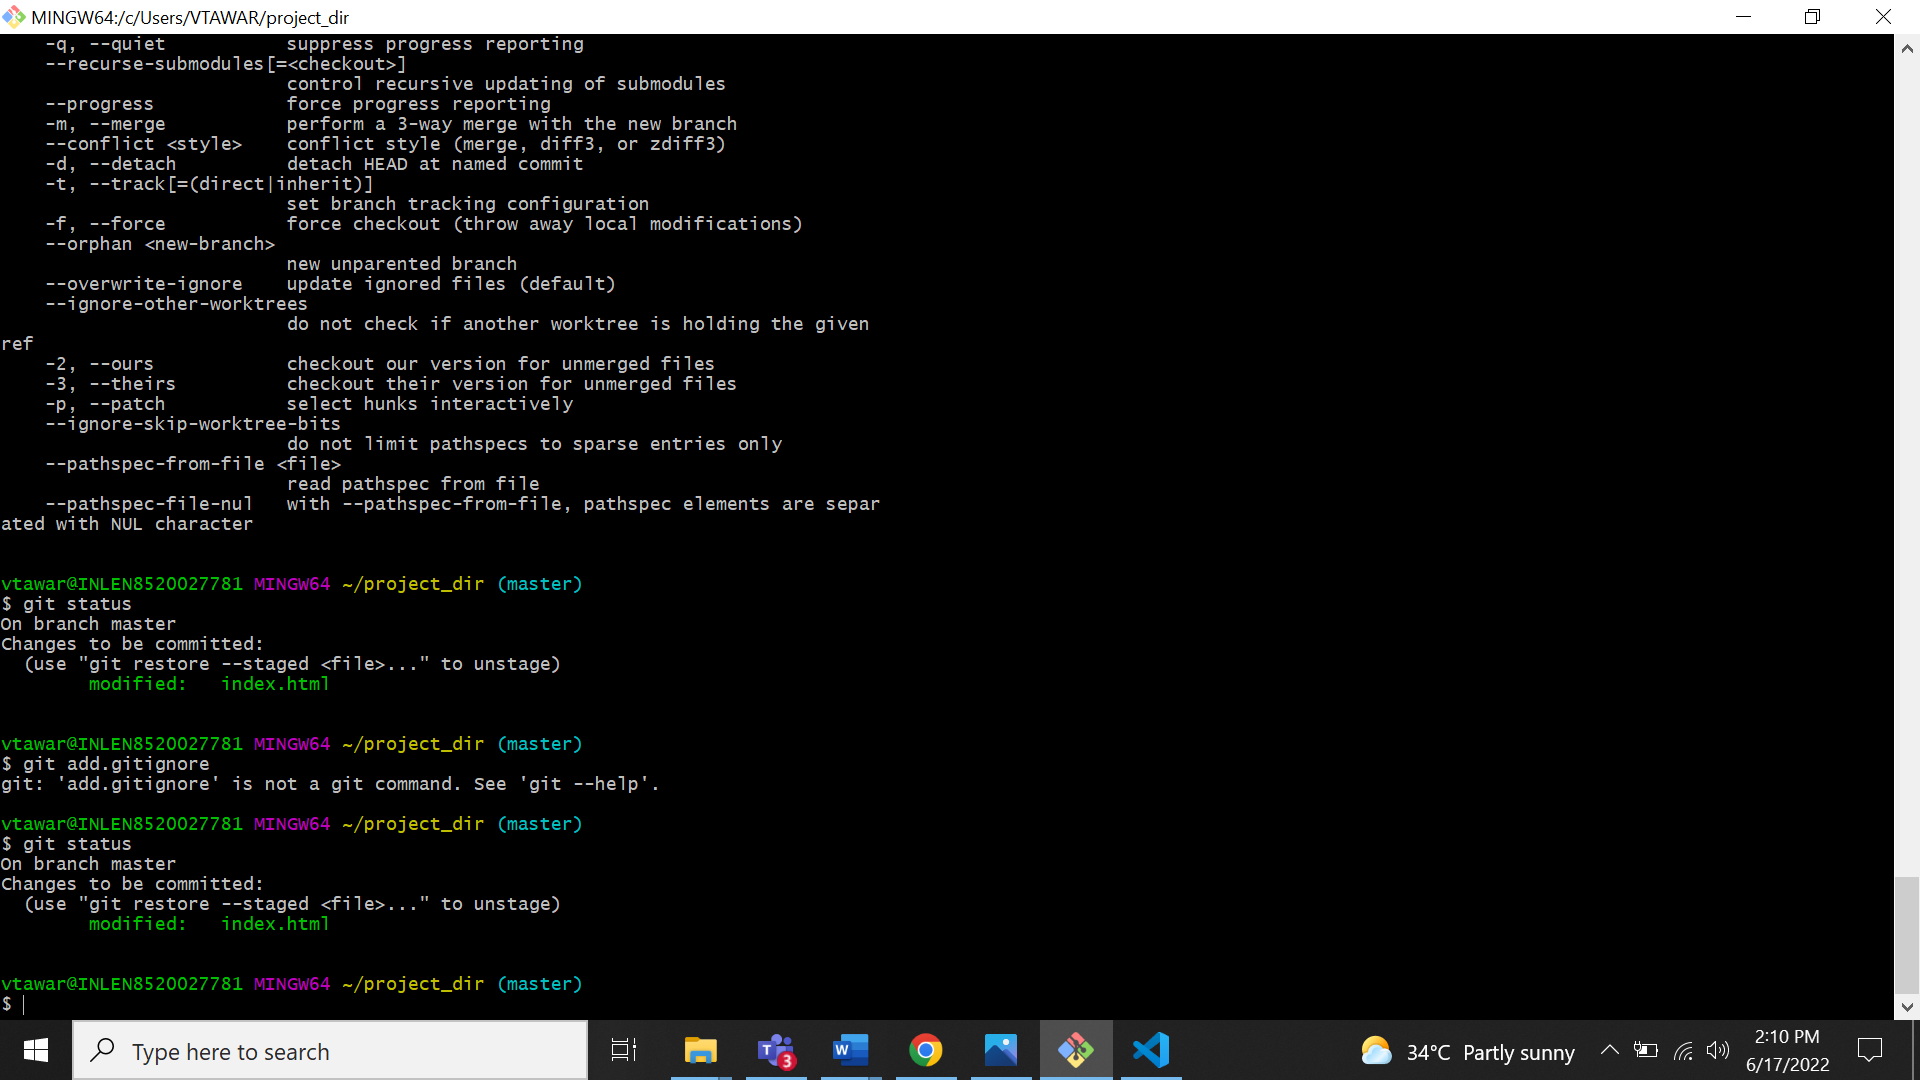 MINGW64:/c/Users/VTAWAR/project_dir
-q, --quiet           suppress progress reporting
--recurse-submodules[=<checkout>]
control recursive updating of submodules
--progress            force progress reporting
-m, --merge           perform a 3-way merge with the new branch
--conflict <style>    conflict style (merge, diff3, or zdiff3)
-d, --detach          detach HEAD at named commit
-t, --track[=(direct|inherit)]
set branch tracking configuration
-f, --force           force checkout (throw away local modifications)
--orphan <new-branch>
new unparented branch
--overwrite-ignore    update ignored files (default)
--ignore-other-worktrees
do not check if another worktree is holding the given
ref
-2, --ours            checkout our version for unmerged files
-3, --theirs          checkout their version for unmerged files
-p, --patch           select hunks interactively
--ignore-skip-worktree-bits
do not limit pathspecs to sparse entries only
--pathspec-from-file <file>
read pathspec from file
--pathspec-file-nul   with --pathspec-from-file, pathspec elements are separ
ated with NUL character
vtawar@INLEN8520027781 MINGW64 ~/project_dir (master)
$ git status
On branch master
Changes to be committed:
(use "git restore --staged <file>..." to unstage)
modified:   index.html
vtawar@INLEN8520027781 MINGW64 ~/project_dir (master)
$ git add.gitignore
git: 'add.gitignore' is not a git command. See 'git --help'.
vtawar@INLEN8520027781 MINGW64 ~/project_dir (master)
$ git status
On branch master
Changes to be committed:
(use "git restore --staged <file>..." to unstage)
modified:   index.html
vtawar@INLEN8520027781 MINGW64 ~/project_dir (master)
$
Type here to search
T 3
W
34°C Partly sunny
2:10 PM
6/17/2022